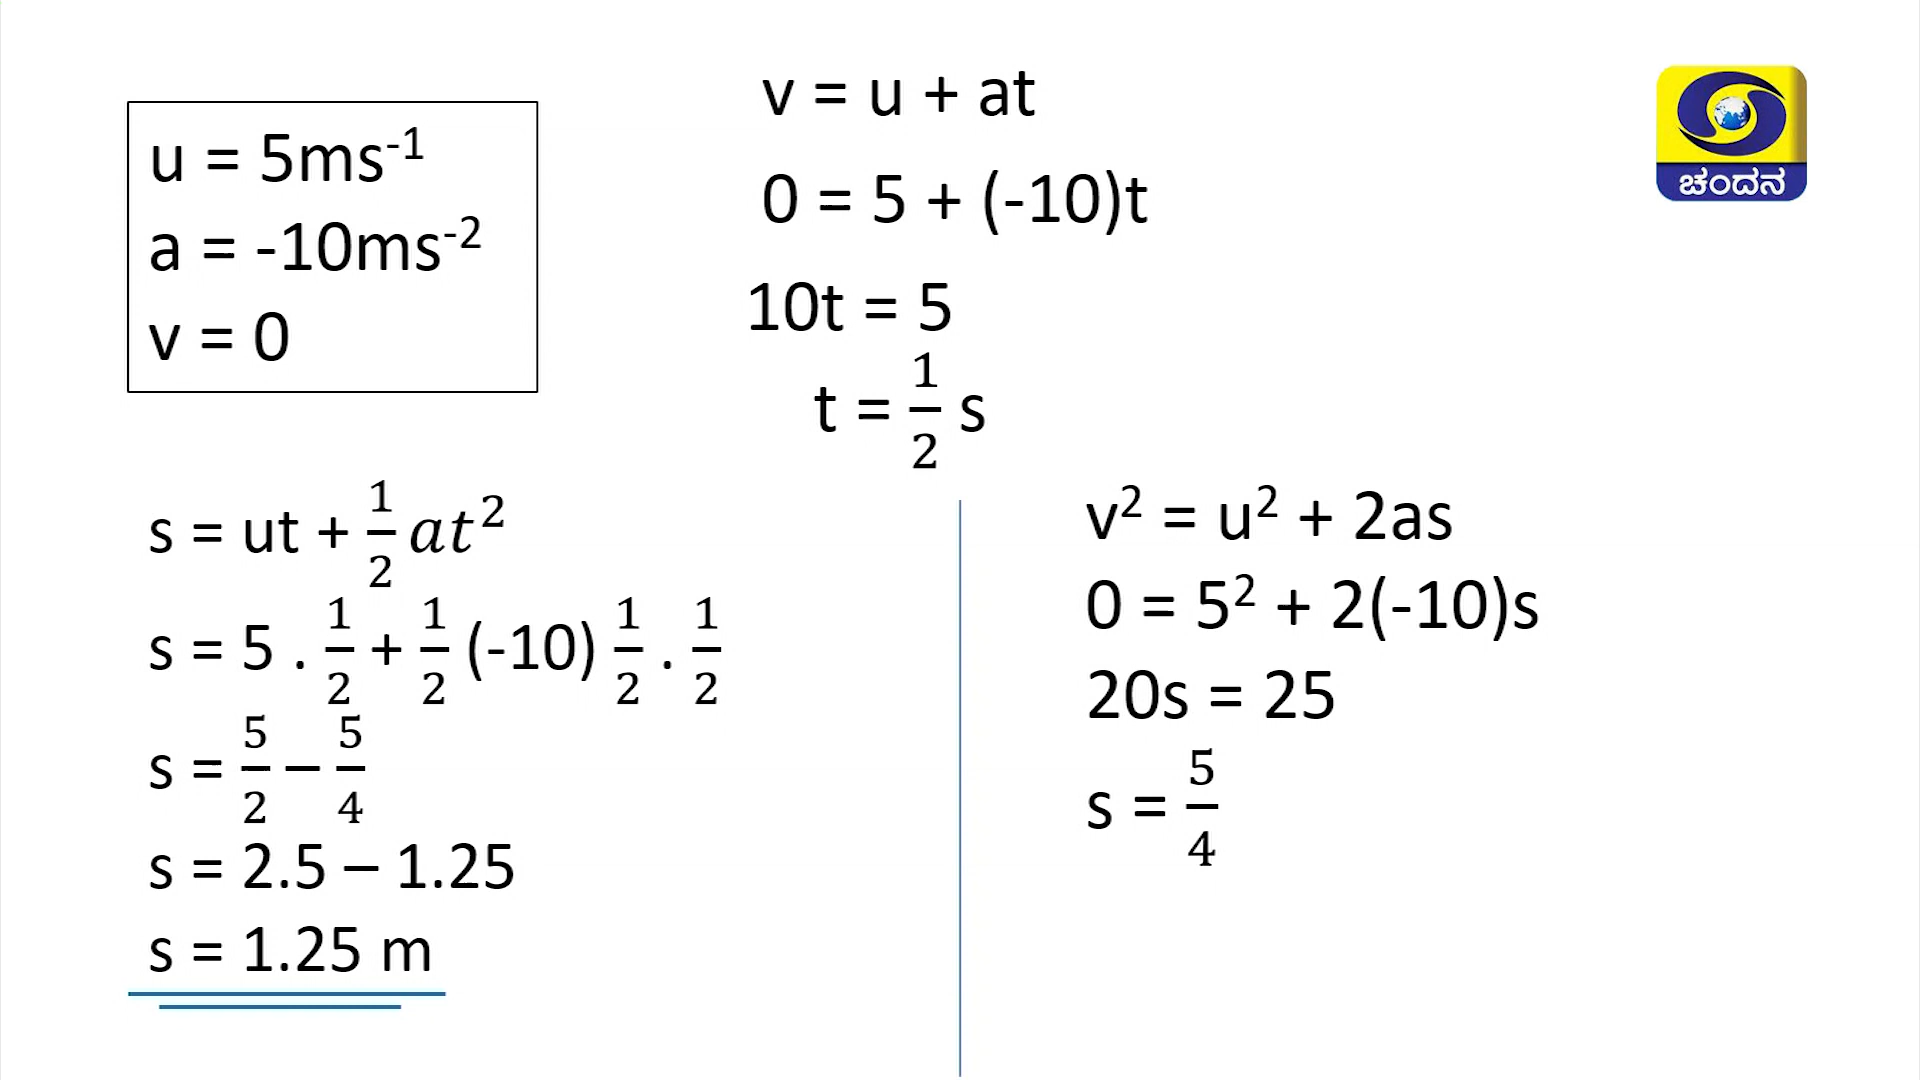 u = 5ms⁻¹
a = -10ms⁻²
v = 0
v = u + at
0 = 5 + (-10)t
10t = 5
t = 1/2 s
s = ut + 1/2 at²
s = 5 . 1/2 + 1/2 (-10) 1/2 . 1/2
s = 5/2 – 5/4
s = 2.5 – 1.25
s = 1.25 m
v² = u² + 2as
0 = 5² + 2(-10)s
20s = 25
s = 5/4
ಚಂದನ